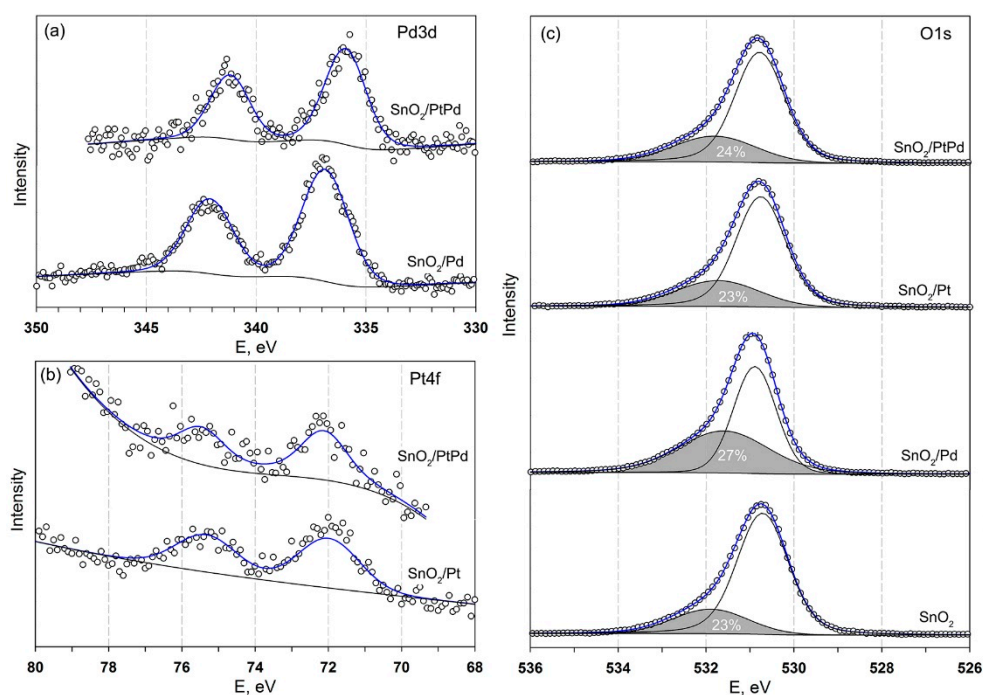 (a)
Pd3d
SnO₂/PtPd
SnO₂/Pd
Intensity
350 345 340 335 330
E, eV
(b)
Pt4f
SnO₂/PtPd
SnO₂/Pt
Intensity
80 78 76 74 72 70 68
E, eV
(c)
O1s
24%
SnO₂/PtPd
23%
SnO₂/Pt
27%
SnO₂/Pd
23%
SnO₂
Intensity
536 534 532 530 528 526
E, eV